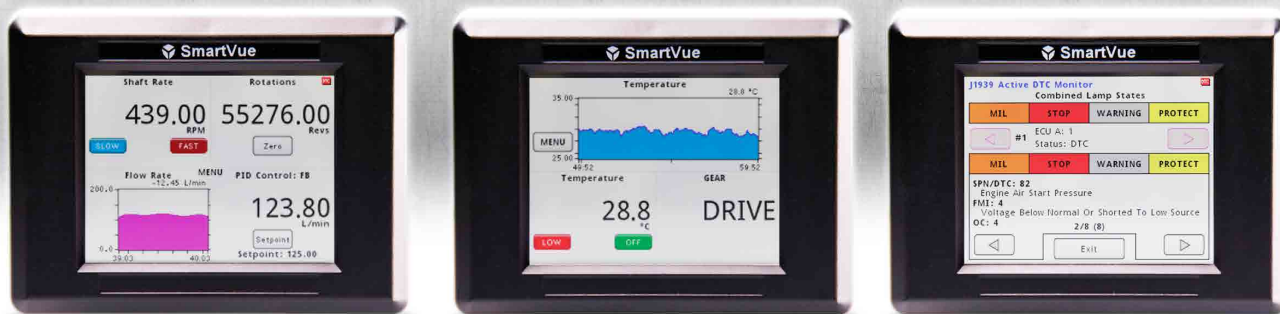 SmartVue
Shaft Rate
Rotations
439.00
RPM
55276.00
Revs
SLOW
FAST
Zero
Flow Rate
MENU
PID Control: FB
-12.45 L/min
200.0
0.0
39:03
49:03
123.80
L/min
Setpoint
Setpoint: 125.00
SmartVue
Temperature
28.8 °C
35.00
25.00
MENU
49:52
59:52
Temperature
GEAR
28.8
°C
DRIVE
LOW
OFF
SmartVue
J1939 Active DTC Monitor
Combined Lamp States
MIL STOP WARNING PROTECT
#1 ECU A: 1
Status: DTC
MIL STOP WARNING PROTECT
SPN/DTC: 82
Engine Air Start Pressure
FMI: 4
Voltage Below Normal Or Shorted To Low Source
OC: 4
2/8 (8)
Exit